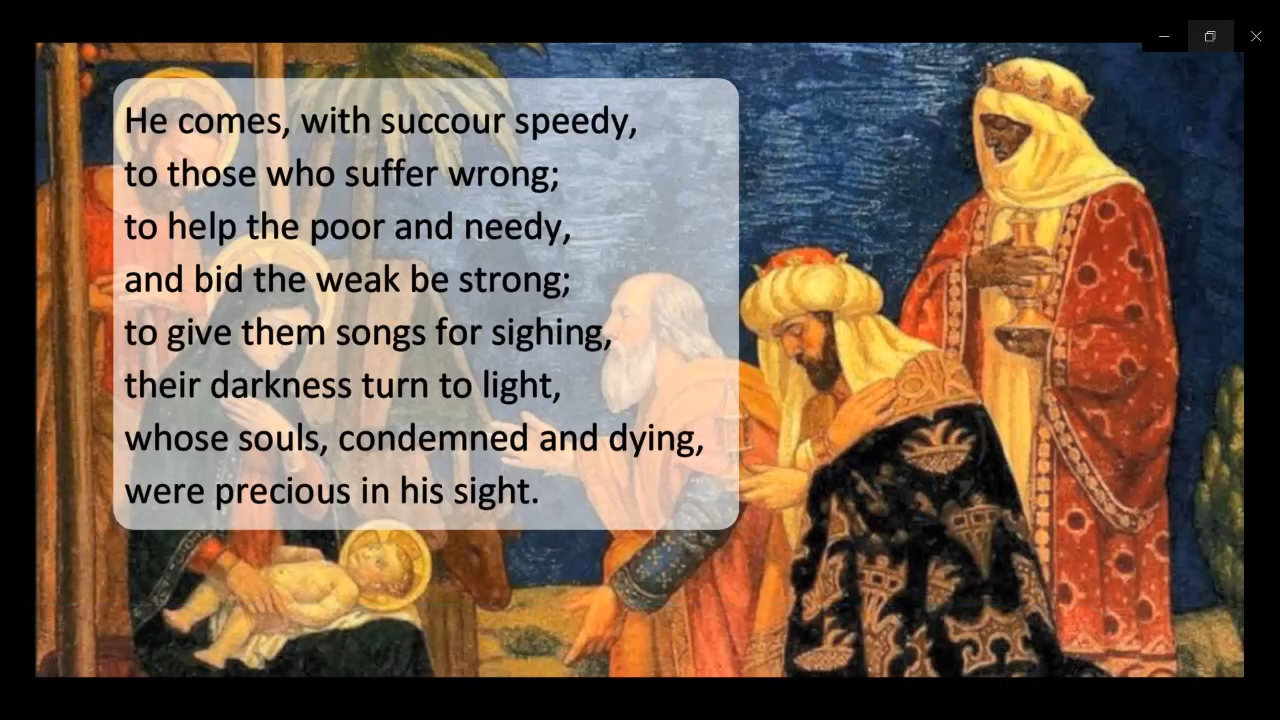 He comes, with succour speedy,
to those who suffer wrong;
to help the poor and needy,
and bid the weak be strong;
to give them songs for sighing,
their darkness turn to light,
whose souls, condemned and dying,
were precious in his sight.